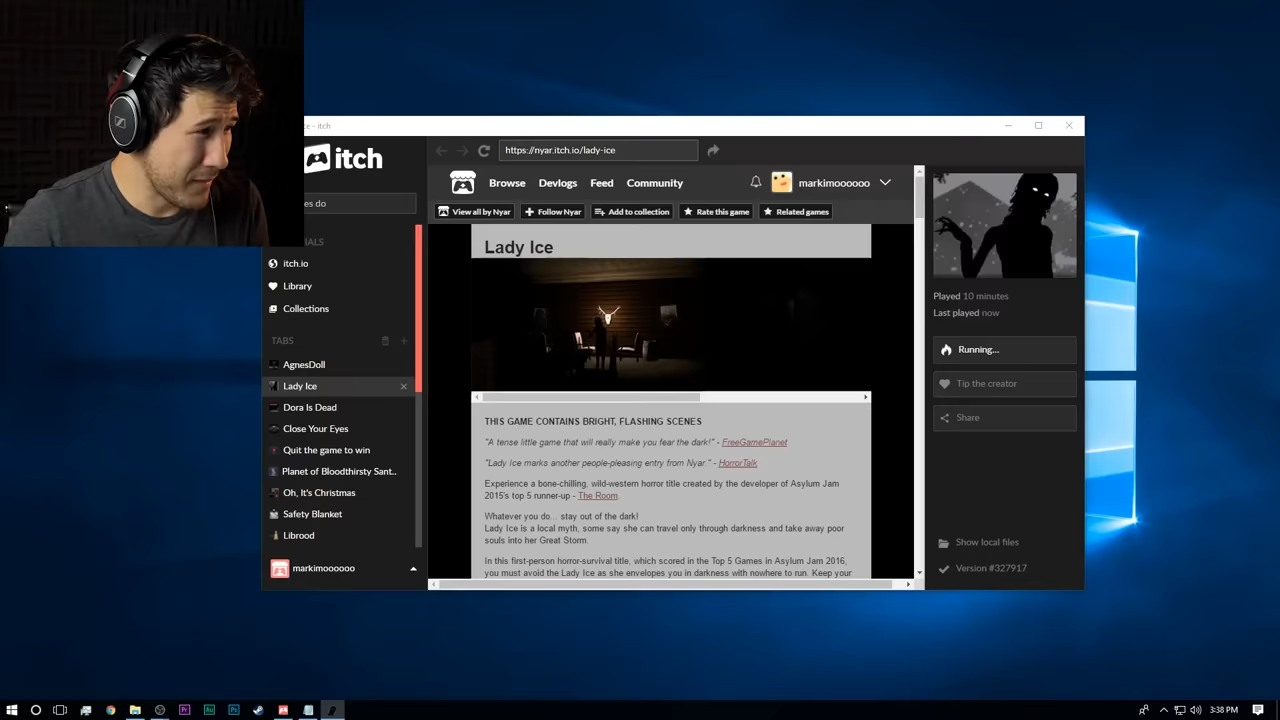 ce - itch
itch
https://nyar.itch.io/lady-ice
Browse Devlogs Feed Community markimoooooo
es do
View all by Nyar Follow Nyar Add to collection Rate this game Related games
IALS
itch.io
Library
Collections
TABS
AgnesDoll
Lady Ice
Dora Is Dead
Close Your Eyes
Quit the game to win
Planet of Bloodthirsty Sant..
Oh, It's Christmas
Safety Blanket
Librood
markimoooooo
Lady Ice
THIS GAME CONTAINS BRIGHT, FLASHING SCENES
"A tense little game that will really make you fear the dark!" - FreeGamePlanet
"Lady Ice marks another people-pleasing entry from Nyar." - HorrorTalk
Experience a bone-chilling, wild-western horror title created by the developer of Asylum Jam
2015's top 5 runner-up - The Room.
Whatever you do... stay out of the dark!
Lady Ice is a local myth, some say she can travel only through darkness and take away poor
souls into her Great Storm.
In this first-person horror-survival title, which scored in the Top 5 Games in Asylum Jam 2016,
you must avoid the Lady Ice as she envelopes you in darkness with nowhere to run. Keep your
Played 10 minutes
Last played now
Running...
Tip the creator
Share
Show local files
Version #327917
Pr Au Ps
3:38 PM